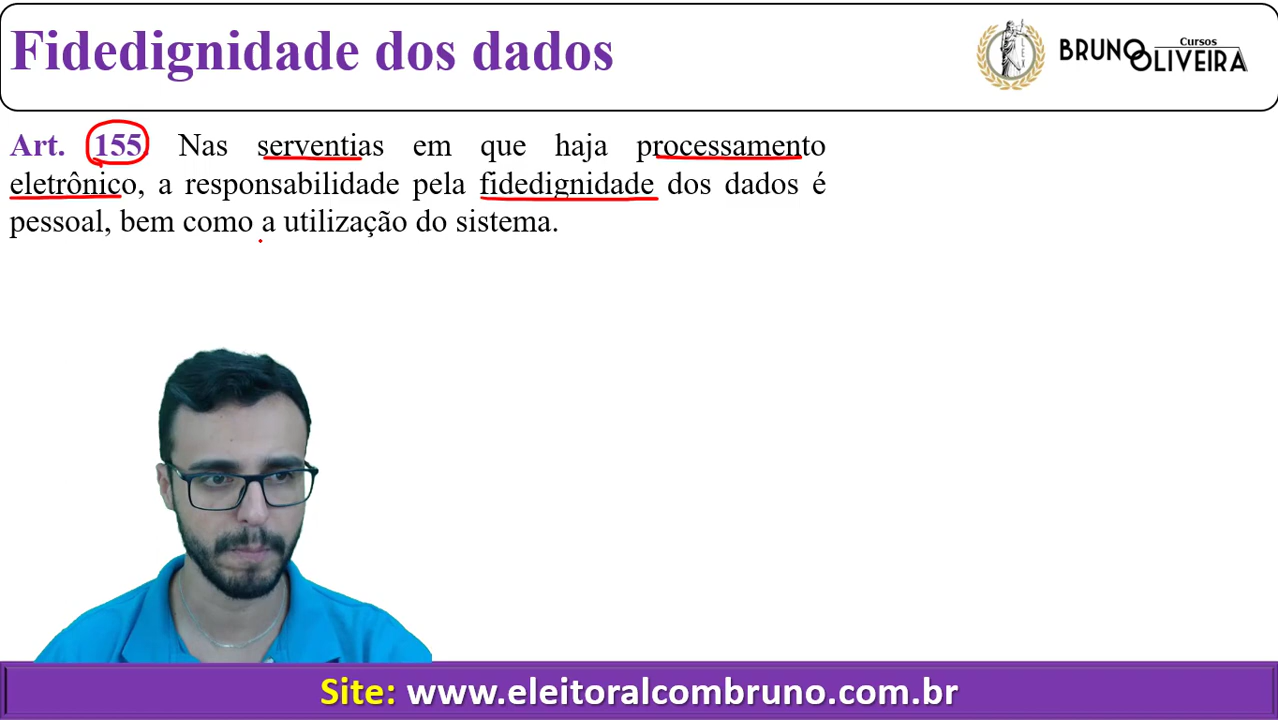 Fidedignidade dos dados
Cursos
BRUNO OLIVEIRA
Art. 155. Nas serventias em que haja processamento
eletrônico, a responsabilidade pela fidedignidade dos dados é
pessoal, bem como a utilização do sistema.
Site: www.eleitoralcombruno.com.br